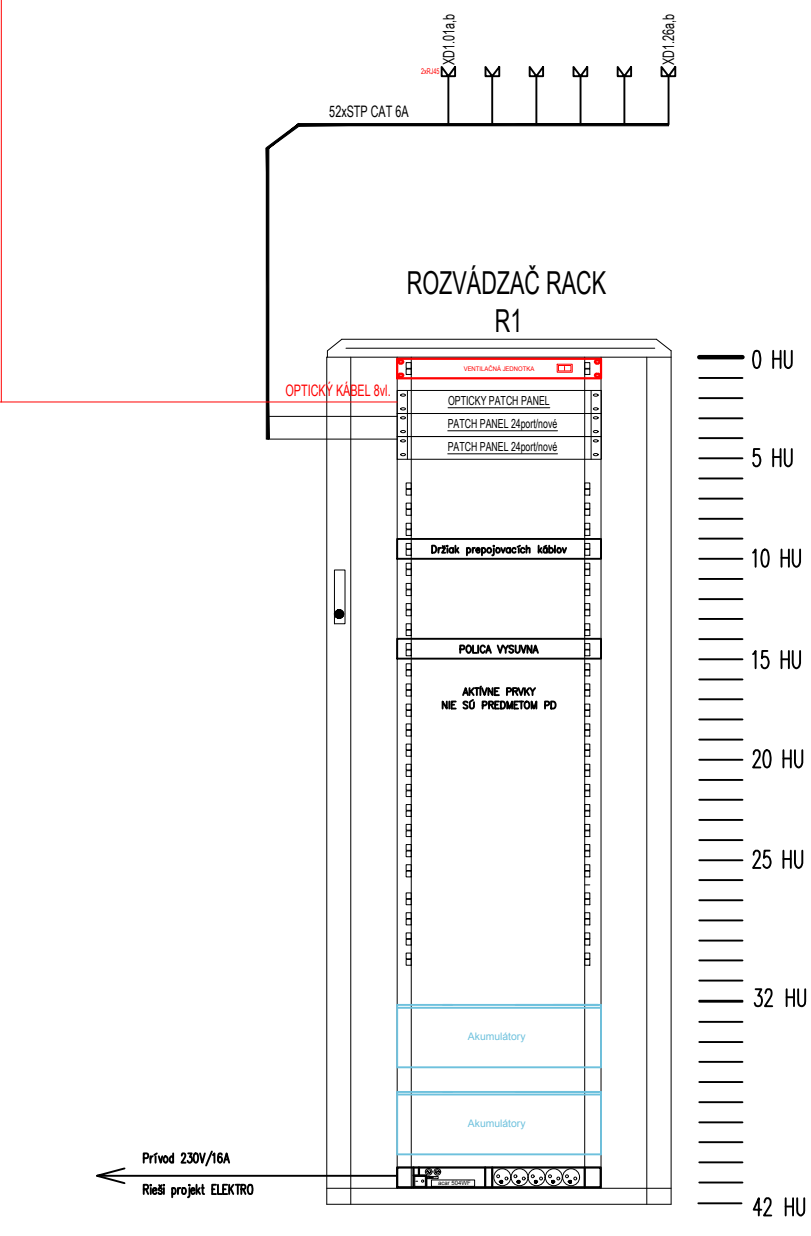 XD1.01a,b
XD1.26a,b
2xRJ45
52xSTP CAT 6A
ROZVÁDZAČ RACK
R1
0 HU
VENTILAČNÁ JEDNOTKA
OPTICKÝ KÁBEL 8vl.
OPTICKY PATCH PANEL
PATCH PANEL 24port/nové
PATCH PANEL 24port/nové
5 HU
Držiak prepojovacích káblov
10 HU
POLICA VYSUVNA
15 HU
AKTÍVNE PRVKY
NIE SÚ PREDMETOM PD
20 HU
25 HU
32 HU
Akumulátory
Akumulátory
Prívod 230V/16A
Rieši projekt ELEKTRO
acar 504WF
42 HU